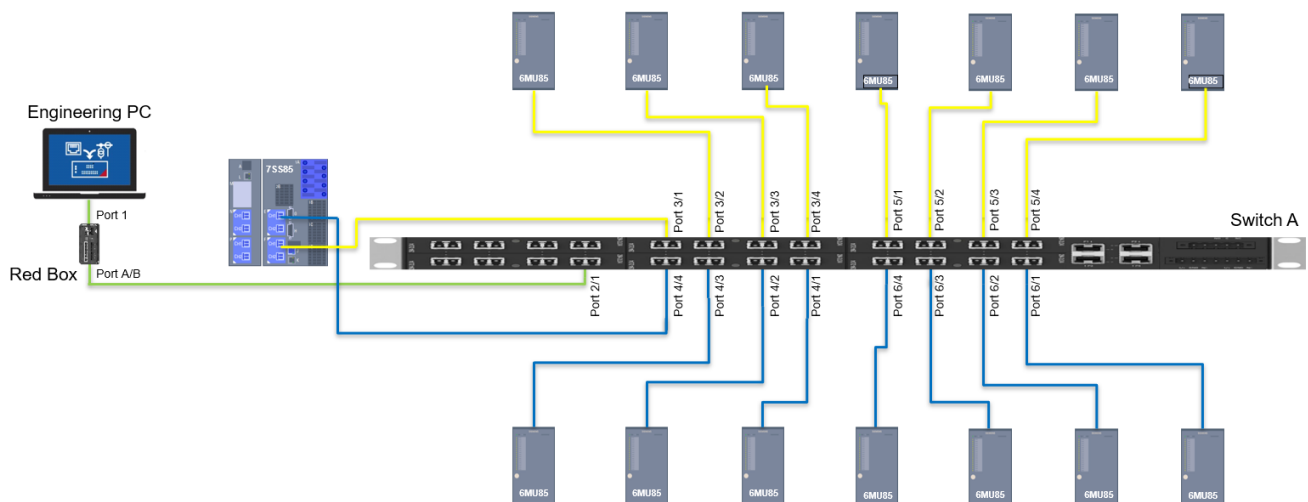 6MU85
6MU85
6MU85
6MU85
6MU85
6MU85
6MU85
Engineering PC
7SS85
Port 1
Red Box
Port A/B
Port 3/1
Port 3/2
Port 3/3
Port 3/4
Port 5/1
Port 5/2
Port 5/3
Port 5/4
Switch A
Port 2/1
Port 4/4
Port 4/3
Port 4/2
Port 4/1
Port 6/4
Port 6/3
Port 6/2
Port 6/1
6MU85
6MU85
6MU85
6MU85
6MU85
6MU85
6MU85